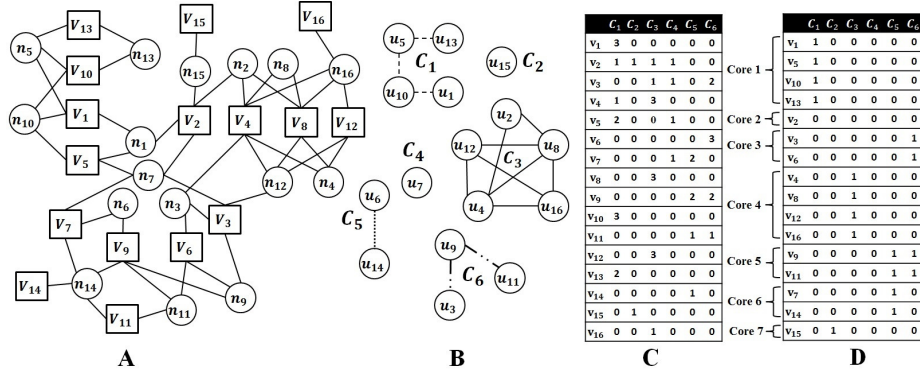 V13
V15
V16
n5
n13
V10
n15
n2
n8
n16
n10
V1
V2
V4
V8
V12
n1
V5
n7
n12
n4
V7
n6
n3
V3
V9
V6
V14
n14
n9
V11
n11
A
u5
u13
C1
u15
C2
u10
u1
u2
u12
u8
C3
C4
u7
u4
u16
u6
C5
u14
u9
u11
C6
u3
B
C1 C2 C3 C4 C5 C6
v1 3 0 0 0 0 0
v2 1 1 1 1 0 0
v3 0 0 1 1 0 2
v4 1 0 3 0 0 0
v5 2 0 0 1 0 0
v6 0 0 0 0 0 3
v7 0 0 0 1 2 0
v8 0 0 3 0 0 0
v9 0 0 0 0 2 2
v10 3 0 0 0 0 0
v11 0 0 0 0 1 1
v12 0 0 3 0 0 0
v13 2 0 0 0 0 0
v14 0 0 0 0 1 0
v15 0 1 0 0 0 0
v16 0 0 1 0 0 0
C
Core 1
Core 2
Core 3
Core 4
Core 5
Core 6
Core 7
C1 C2 C3 C4 C5 C6
v1 1 0 0 0 0 0
v5 1 0 0 0 0 0
v10 1 0 0 0 0 0
v13 1 0 0 0 0 0
v2 0 0 0 0 0 0
v3 0 0 0 0 0 1
v6 0 0 0 0 0 1
v4 0 0 1 0 0 0
v8 0 0 1 0 0 0
v12 0 0 1 0 0 0
v16 0 0 1 0 0 0
v9 0 0 0 0 1 1
v11 0 0 0 0 1 1
v7 0 0 0 0 1 0
v14 0 0 0 0 1 0
v15 0 1 0 0 0 0
D